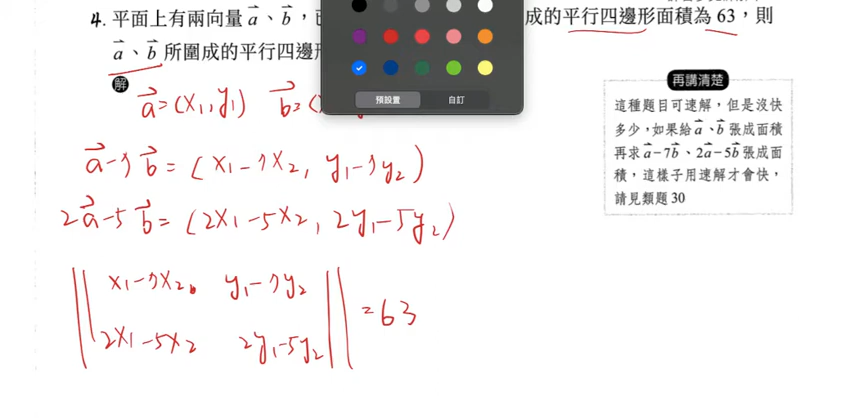 4. 平面上有兩向量 a⃗、b⃗，
成的平行四邊形面積為 63，則
a⃗、b⃗ 所圍成的平行四邊形
預設置 自訂
解
a⃗=(x₁,y₁) b⃗=(
a⃗-7b⃗=(x₁-7x₂, y₁-7y₂)
2a⃗-5b⃗=(2x₁-5x₂, 2y₁-5y₂)
||x₁-7x₂ y₁-7y₂||
||2x₁-5x₂ 2y₁-5y₂||=63
再講清楚
這種題目可速解，但是沒快
多少，如果給 a⃗、b⃗ 張成面積
再求 a⃗-7b⃗、2a⃗-5b⃗ 張成面
積，這樣子用速解才會快，
請見類題 30